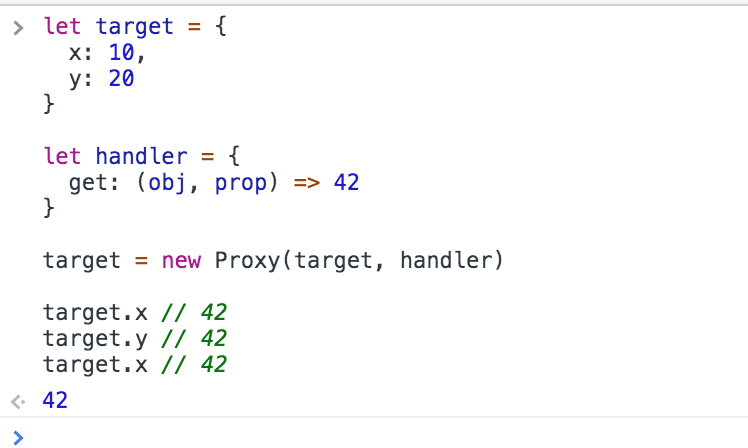 let target = {
  x: 10,
  y: 20
}

let handler = {
  get: (obj, prop) => 42
}

target = new Proxy(target, handler)

target.x // 42
target.y // 42
target.x // 42
42